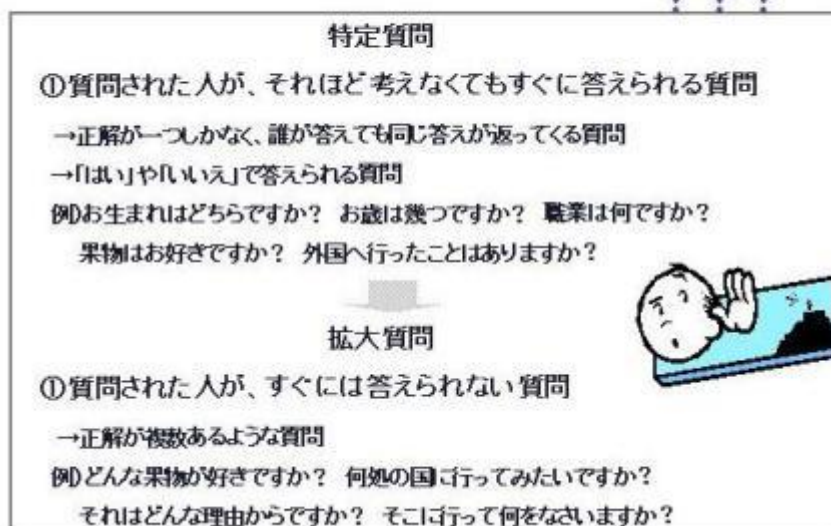 特定質問
①質問された人が、それほど考えなくてもすぐに答えられる質問
→正解が一つしかなく、誰が答えても同じ答えが返ってくる質問
→「はい」や「いいえ」で答えられる質問
例)お生まれはどちらですか? お歳は幾つですか? 職業は何ですか?
果物はお好きですか? 外国へ行ったことはありますか?
拡大質問
①質問された人が、すぐには答えられない質問
→正解が複数あるような質問
例)どんな果物が好きですか? 何処の国に行ってみたいですか?
それはどんな理由からですか? そこに行って何をなさいますか?